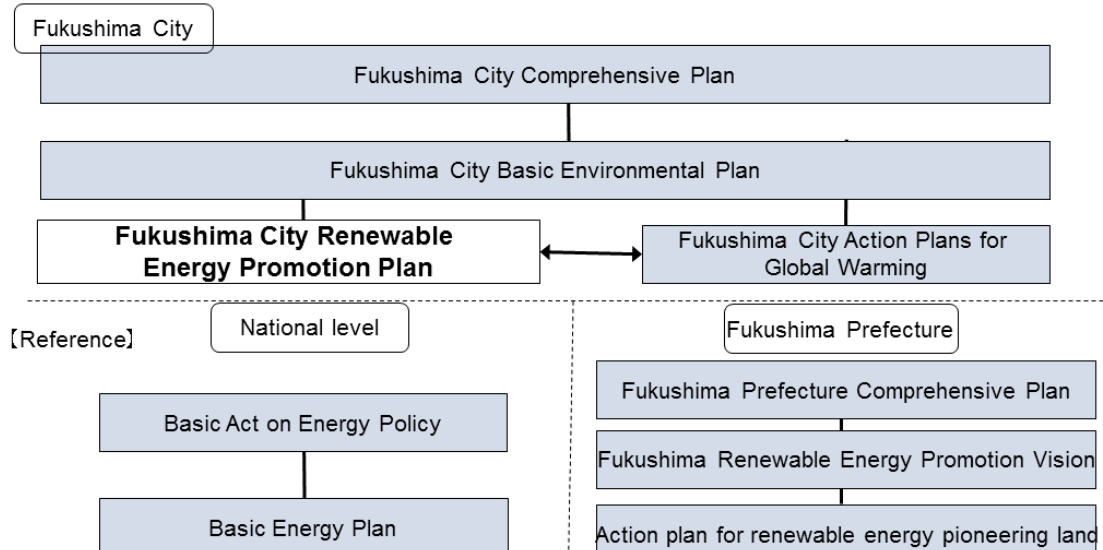 Fukushima City
Fukushima City Comprehensive Plan
Fukushima City Basic Environmental Plan
Fukushima City Renewable
Energy Promotion Plan
Fukushima City Action Plans for
Global Warming
【Reference】
National level
Basic Act on Energy Policy
Basic Energy Plan
Fukushima Prefecture
Fukushima Prefecture Comprehensive Plan
Fukushima Renewable Energy Promotion Vision
Action plan for renewable energy pioneering land